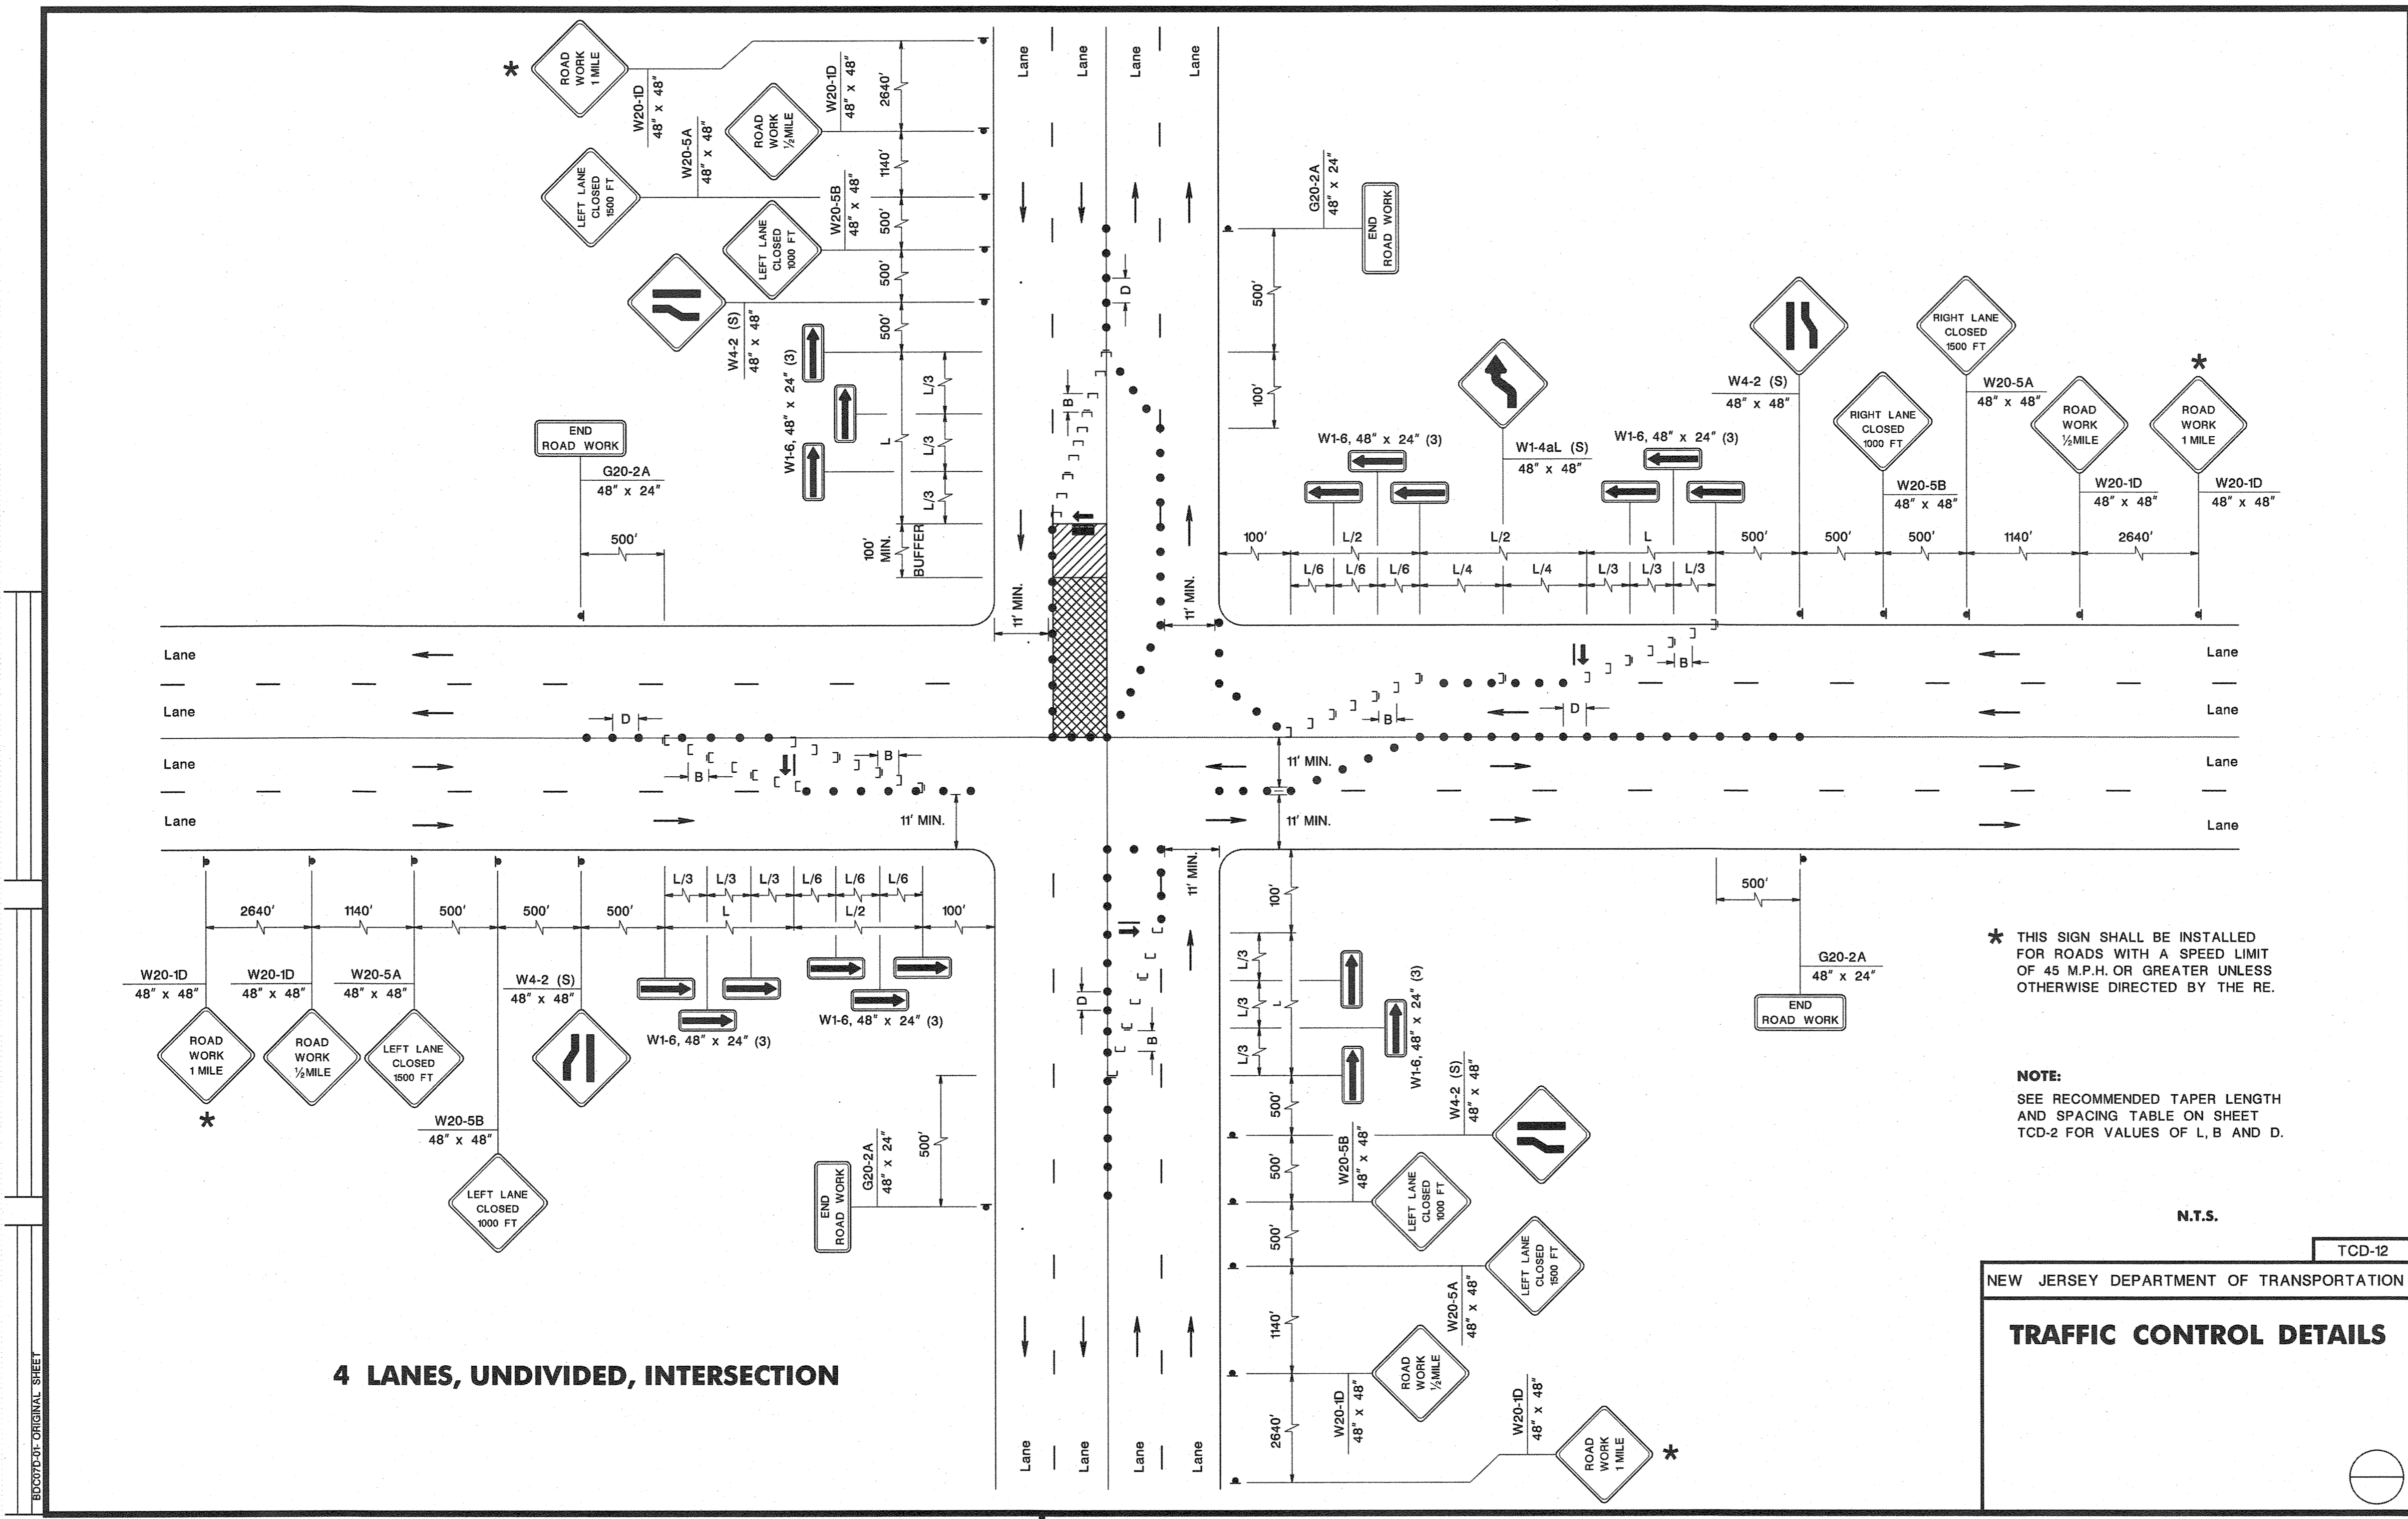 ROAD
WORK
1 MILE
*
W20-1D
48" x 48"
ROAD
WORK
½MILE
W20-1D
48" x 48"
2640'
1140'
W20-5A
48" x 48"
LEFT LANE
CLOSED
1500 FT
W20-5B
48" x 48"
LEFT LANE
CLOSED
1000 FT
500'
500'
500'
W4-2 (S)
48" x 48"
W1-6, 48" x 24" (3)
L/3
L/3
L/3
L
100'
MIN.
BUFFER
END
ROAD WORK
G20-2A
48" x 24"
500'
Lane
Lane
Lane
Lane
D
B
11' MIN.
11' MIN.
G20-2A
48" x 24"
END
ROAD WORK
500'
100'
W1-6, 48" x 24" (3)
W1-4aL (S)
48" x 48"
W1-6, 48" x 24" (3)
W4-2 (S)
48" x 48"
RIGHT LANE
CLOSED
1000 FT
W20-5B
48" x 48"
RIGHT LANE
CLOSED
1500 FT
W20-5A
48" x 48"
ROAD
WORK
½MILE
W20-1D
48" x 48"
*
ROAD
WORK
1 MILE
W20-1D
48" x 48"
100'
L/2
L/2
L
500'
500'
500'
1140'
2640'
L/6
L/6
L/6
L/4
L/4
L/3
L/3
L/3
Lane
Lane
Lane
Lane
D
B
B
11' MIN.
B
B
D
11' MIN.
11' MIN.
Lane
Lane
Lane
Lane
L/3
L/3
L/3
L/6
L/6
L/6
2640'
1140'
500'
500'
500'
L
L/2
100'
W20-1D
48" x 48"
W20-1D
48" x 48"
W20-5A
48" x 48"
W4-2 (S)
48" x 48"
W1-6, 48" x 24" (3)
W1-6, 48" x 24" (3)
ROAD
WORK
1 MILE
*
ROAD
WORK
½MILE
LEFT LANE
CLOSED
1500 FT
W20-5B
48" x 48"
LEFT LANE
CLOSED
1000 FT
G20-2A
48" x 24"
END
ROAD WORK
500'
D
B
11' MIN.
100'
L/3
L/3
L/3
L
W1-6, 48" x 24" (3)
500'
500'
500'
1140'
2640'
W4-2 (S)
48" x 48"
W20-5B
48" x 48"
LEFT LANE
CLOSED
1000 FT
W20-5A
48" x 48"
LEFT LANE
CLOSED
1500 FT
W20-1D
48" x 48"
ROAD
WORK
½MILE
W20-1D
48" x 48"
ROAD
WORK
1 MILE
*
Lane
Lane
Lane
Lane
500'
G20-2A
48" x 24"
END
ROAD WORK
* THIS SIGN SHALL BE INSTALLED
FOR ROADS WITH A SPEED LIMIT
OF 45 M.P.H. OR GREATER UNLESS
OTHERWISE DIRECTED BY THE RE.
NOTE:
SEE RECOMMENDED TAPER LENGTH
AND SPACING TABLE ON SHEET
TCD-2 FOR VALUES OF L, B AND D.
N.T.S.
4 LANES, UNDIVIDED, INTERSECTION
TCD-12
NEW JERSEY DEPARTMENT OF TRANSPORTATION
TRAFFIC CONTROL DETAILS
BDC07D-01- ORIGINAL SHEET